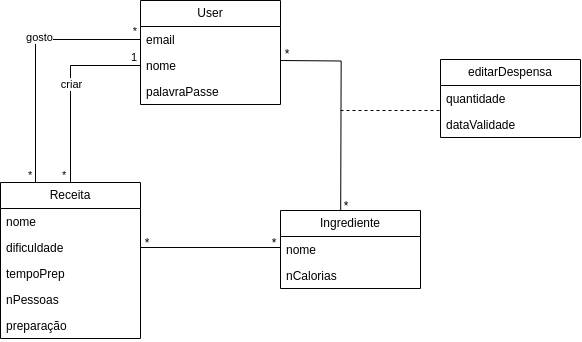 User
email
nome
palavraPasse
gosto
*
1
criar
*
*
*
editarDespensa
quantidade
dataValidade
Receita
nome
dificuldade
tempoPrep
nPessoas
preparação
*
*
*
Ingrediente
nome
nCalorias